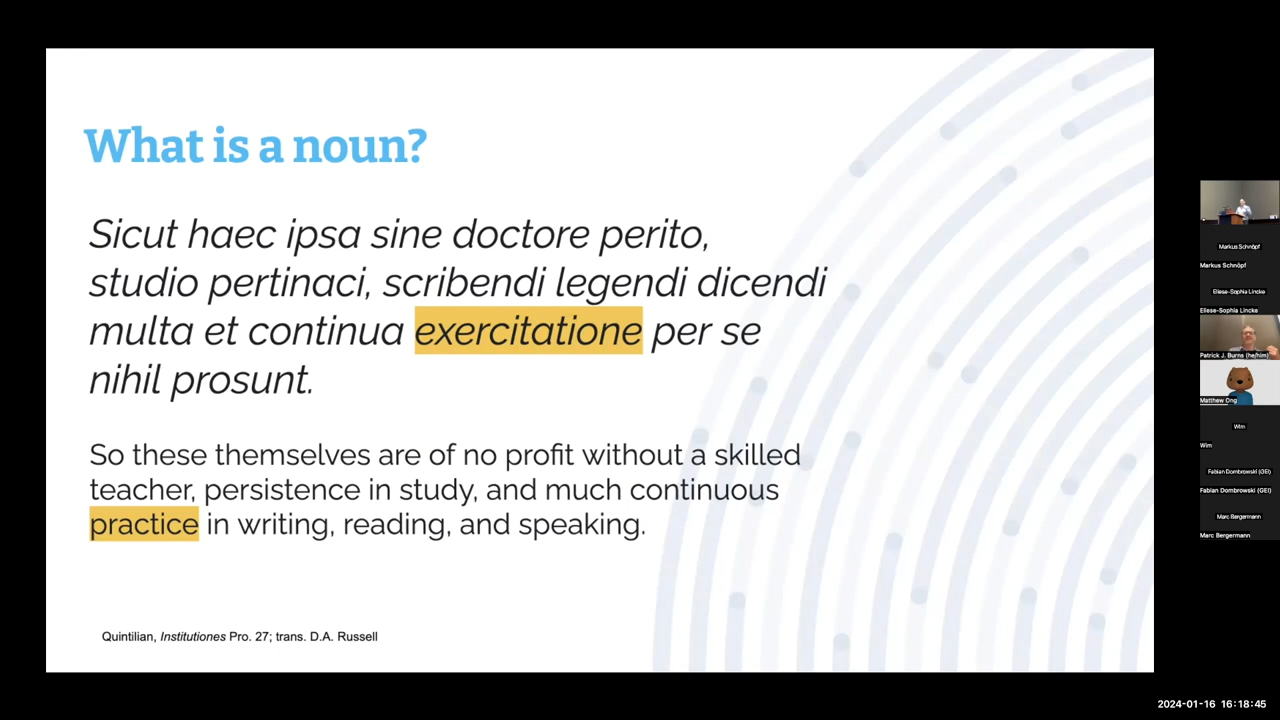 What is a noun?
Sicut haec ipsa sine doctore perito,
studio pertinaci, scribendi legendi dicendi
multa et continua exercitatione per se
nihil prosunt.
So these themselves are of no profit without a skilled
teacher, persistence in study, and much continuous
practice in writing, reading, and speaking.
Quintilian, Institutiones Pro. 27; trans. D.A. Russell
Markus Schnöpf
Markus Schnöpf
Eliese-Sophia Lincke
Eliese-Sophia Lincke
Patrick J. Burns (he/him)
Matthew Ong
Wim
Wim
Fabian Dombrowski (GEI)
Fabian Dombrowski (GEI)
Marc Bergermann
Marc Bergermann
2024-01-16 16:18:45